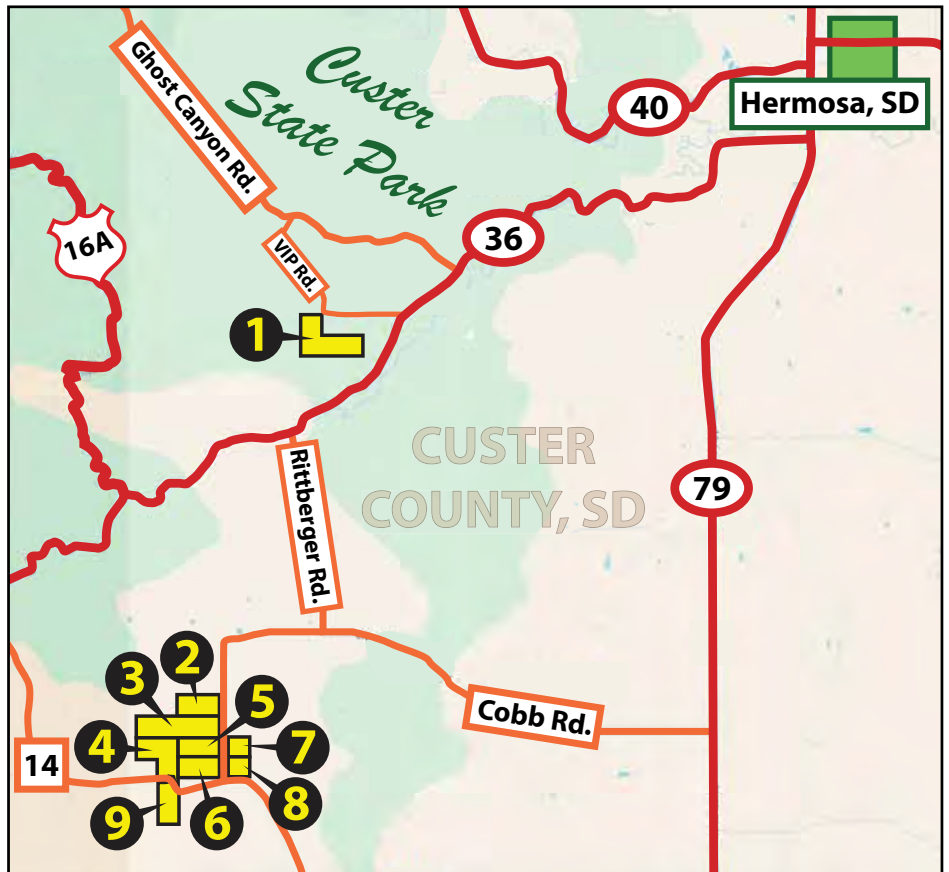 Ghost Canyon Rd.
Custer
State Park
40
Hermosa, SD
16A
36
VIP Rd.
1
CUSTER
COUNTY, SD
Rittberger Rd.
79
2
3
5
Cobb Rd.
4
7
14
8
9
6